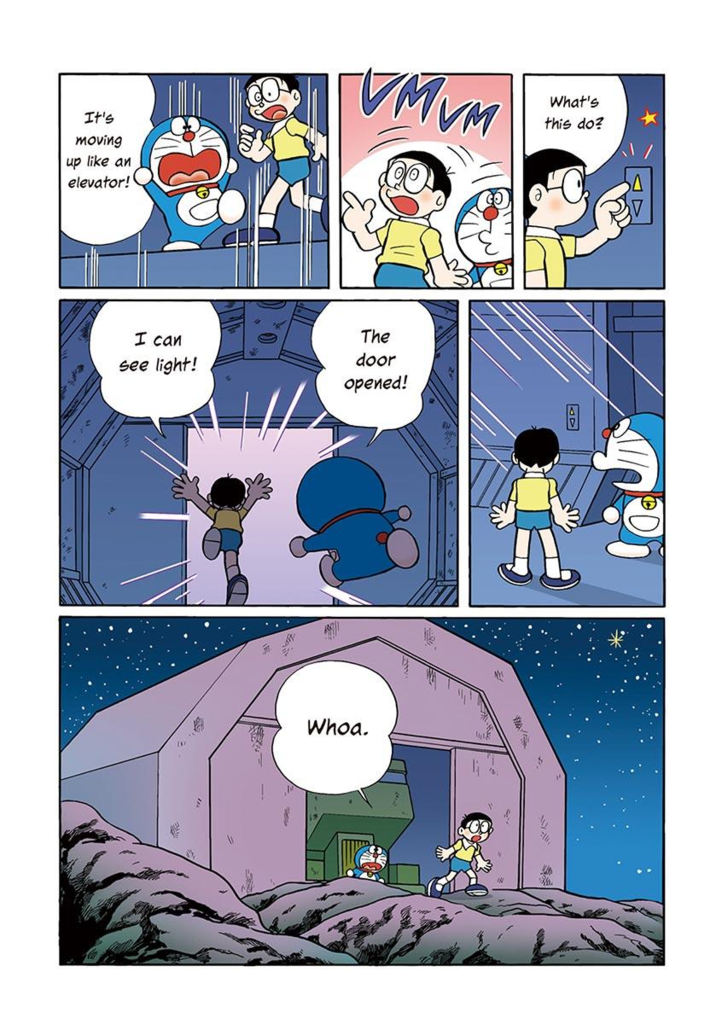 What's
this do?
VMVM
It's
moving
up like an
elevator!
The
door
opened!
I can
see light!
Whoa.